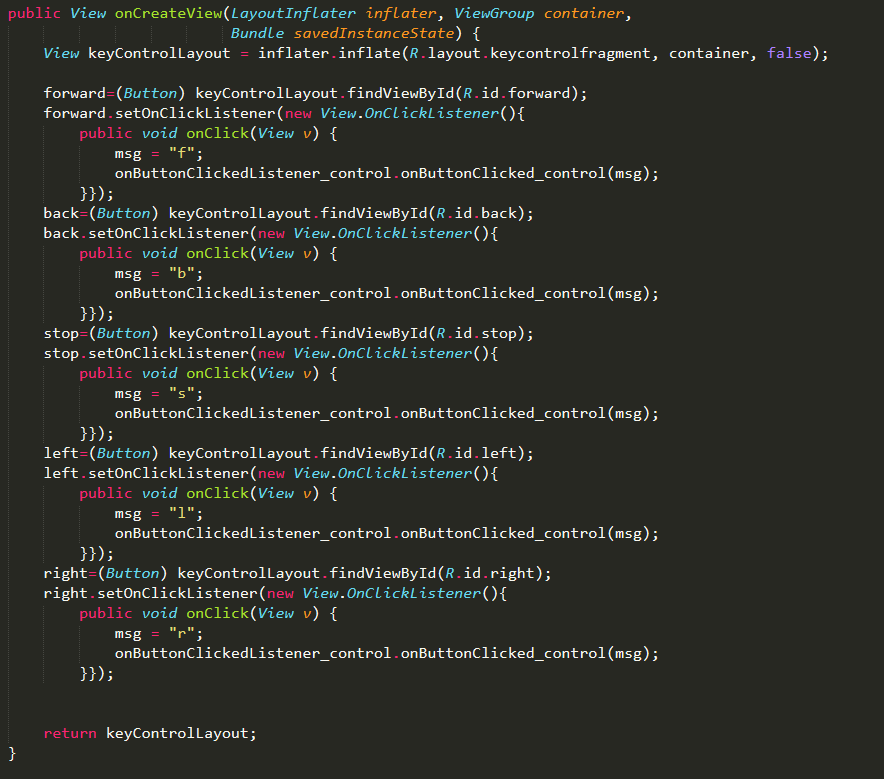 public View onCreateView(LayoutInflater inflater, ViewGroup container,
                         Bundle savedInstanceState) {
    View keyControlLayout = inflater.inflate(R.layout.keycontrolfragment, container, false);

    forward=(Button) keyControlLayout.findViewById(R.id.forward);
    forward.setOnClickListener(new View.OnClickListener(){
        public void onClick(View v) {
            msg = "f";
            onButtonClickedListener_control.onButtonClicked_control(msg);
        }});
    back=(Button) keyControlLayout.findViewById(R.id.back);
    back.setOnClickListener(new View.OnClickListener(){
        public void onClick(View v) {
            msg = "b";
            onButtonClickedListener_control.onButtonClicked_control(msg);
        }});
    stop=(Button) keyControlLayout.findViewById(R.id.stop);
    stop.setOnClickListener(new View.OnClickListener(){
        public void onClick(View v) {
            msg = "s";
            onButtonClickedListener_control.onButtonClicked_control(msg);
        }});
    left=(Button) keyControlLayout.findViewById(R.id.left);
    left.setOnClickListener(new View.OnClickListener(){
        public void onClick(View v) {
            msg = "l";
            onButtonClickedListener_control.onButtonClicked_control(msg);
        }});
    right=(Button) keyControlLayout.findViewById(R.id.right);
    right.setOnClickListener(new View.OnClickListener(){
        public void onClick(View v) {
            msg = "r";
            onButtonClickedListener_control.onButtonClicked_control(msg);
        }});


    return keyControlLayout;
}